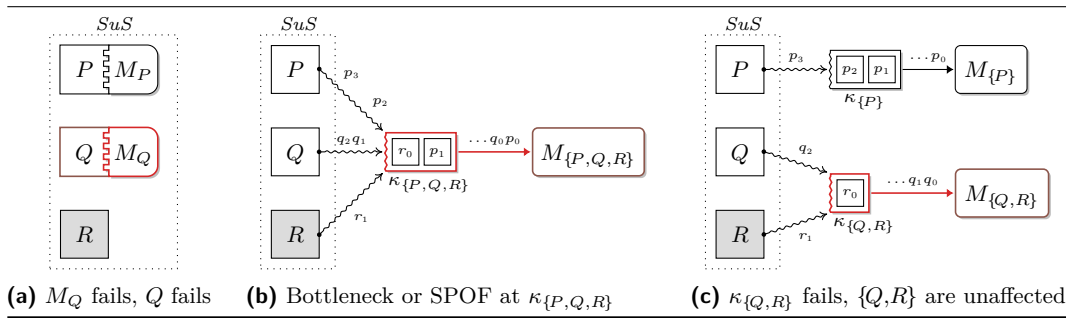 SuS
P M_P
Q M_Q
R
(a) M_Q fails, Q fails
SuS
P
Q
R
p_3
p_2
q_2 q_1
r_1
r_0 p_1
κ_{P,Q,R}
...q_0 p_0
M_{P,Q,R}
(b) Bottleneck or SPOF at κ_{P,Q,R}
SuS
P
Q
R
p_3
p_2 p_1
κ_{P}
...p_0
M_{P}
q_2
r_1
r_0
κ_{Q,R}
...q_1 q_0
M_{Q,R}
(c) κ_{Q,R} fails, {Q,R} are unaffected